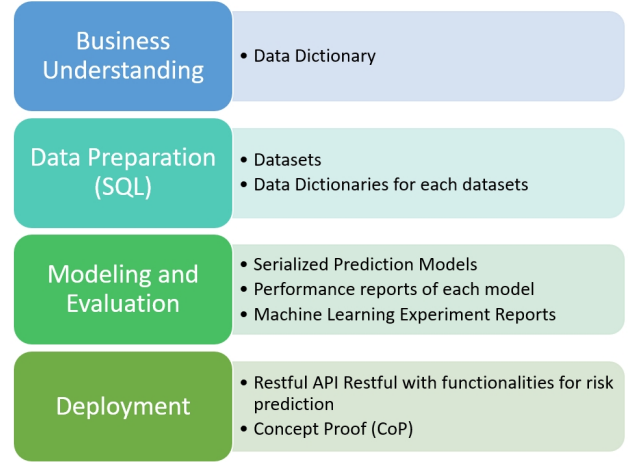 Business
Understanding
• Data Dictionary
Data Preparation
(SQL)
• Datasets
• Data Dictionaries for each datasets
Modeling and
Evaluation
• Serialized Prediction Models
• Performance reports of each model
• Machine Learning Experiment Reports
Deployment
• Restful API Restful with functionalities for risk
prediction
• Concept Proof (CoP)